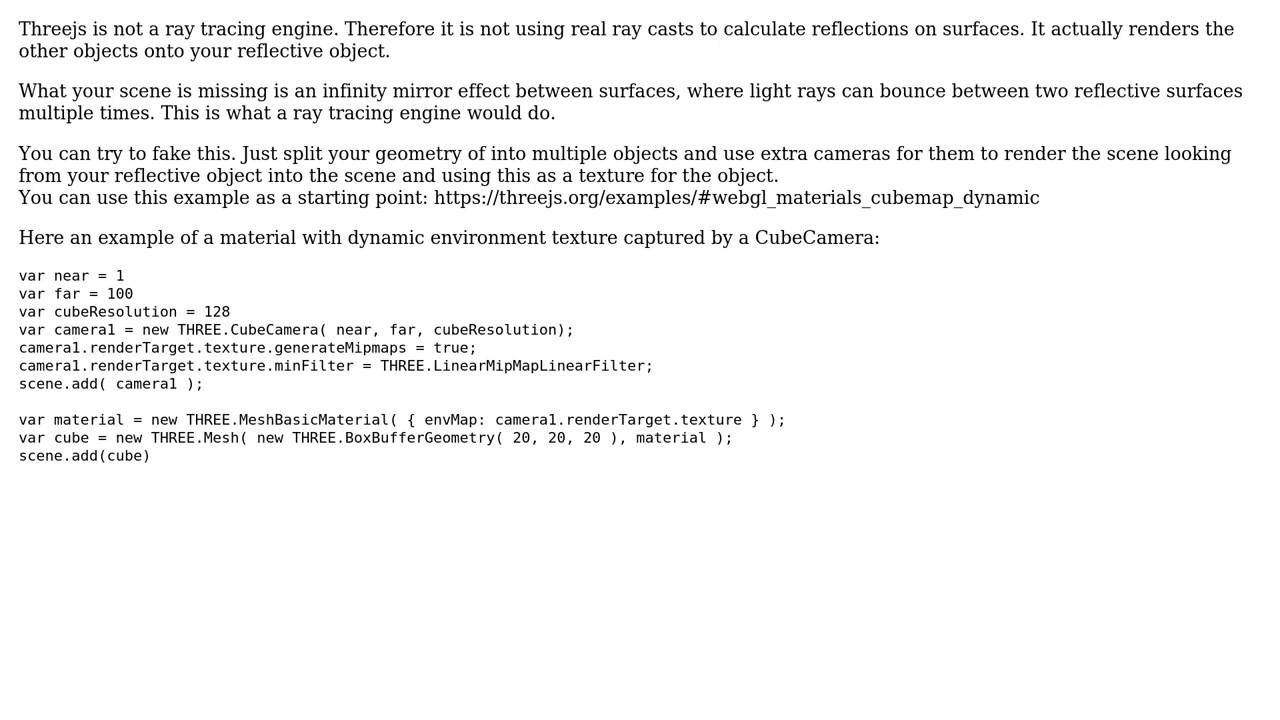 Threejs is not a ray tracing engine. Therefore it is not using real ray casts to calculate reflections on surfaces. It actually renders the
other objects onto your reflective object.
What your scene is missing is an infinity mirror effect between surfaces, where light rays can bounce between two reflective surfaces
multiple times. This is what a ray tracing engine would do.
You can try to fake this. Just split your geometry of into multiple objects and use extra cameras for them to render the scene looking
from your reflective object into the scene and using this as a texture for the object.
You can use this example as a starting point: https://threejs.org/examples/#webgl_materials_cubemap_dynamic
Here an example of a material with dynamic environment texture captured by a CubeCamera:
var near = 1
var far = 100
var cubeResolution = 128
var camera1 = new THREE.CubeCamera( near, far, cubeResolution);
camera1.renderTarget.texture.generateMipmaps = true;
camera1.renderTarget.texture.minFilter = THREE.LinearMipMapLinearFilter;
scene.add( camera1 );
var material = new THREE.MeshBasicMaterial( { envMap: camera1.renderTarget.texture } );
var cube = new THREE.Mesh( new THREE.BoxBufferGeometry( 20, 20, 20 ), material );
scene.add(cube)